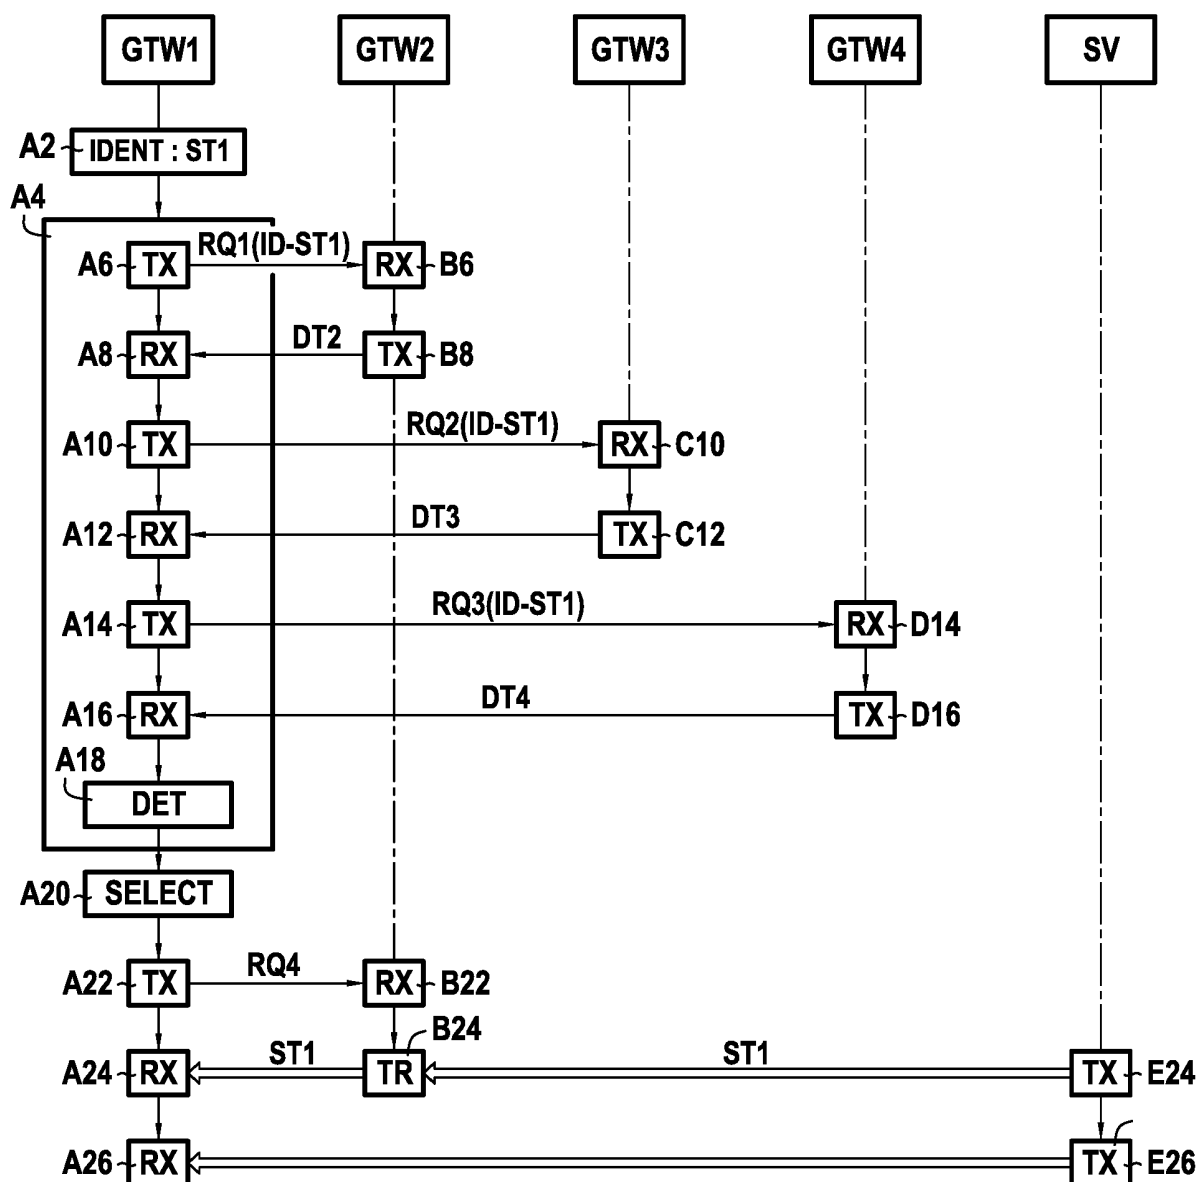 GTW1 GTW2 GTW3 GTW4 SV
A2 IDENT : ST1
A4
A6 TX RQ1(ID-ST1) RX B6
A8 RX DT2 TX B8
A10 TX RQ2(ID-ST1) RX C10
A12 RX DT3 TX C12
A14 TX RQ3(ID-ST1) RX D14
A16 RX DT4 TX D16
A18
DET
A20 SELECT
A22 TX RQ4 RX B22
B24
A24 RX ST1 TR ST1 TX E24
A26 RX TX E26